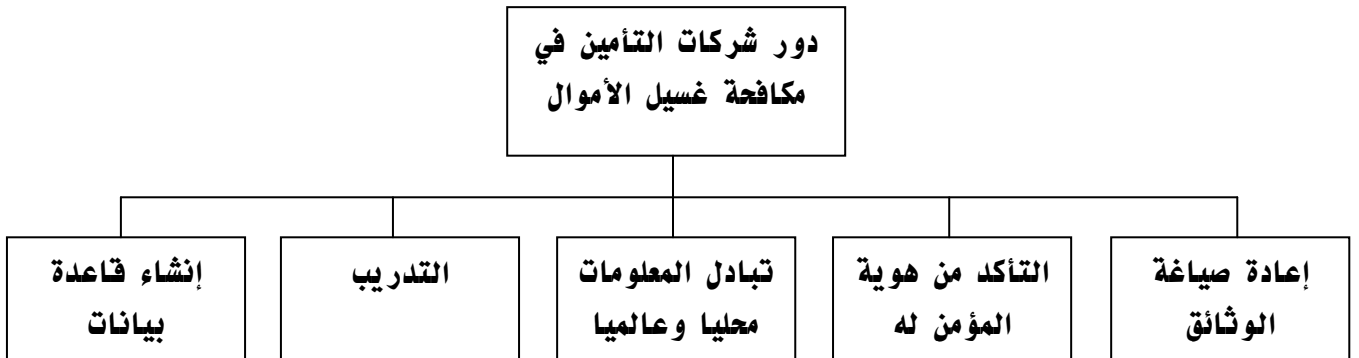 دور شركات التأمين في
مكافحة غسيل الأموال
إعادة صياغة
الوثائق
التأكد من هوية
المؤمن له
تبادل المعلومات
محليا وعالميا
التدريب
إنشاء قاعدة
بيانات